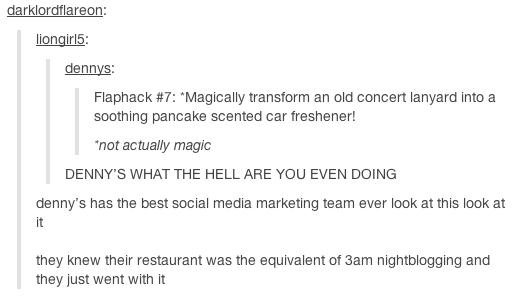 darklordflareon:
liongirl5:
dennys:
Flaphack #7: *Magically transform an old concert lanyard into a
soothing pancake scented car freshener!
*not actually magic
DENNY'S WHAT THE HELL ARE YOU EVEN DOING
denny's has the best social media marketing team ever look at this look at
it
they knew their restaurant was the equivalent of 3am nightblogging and
they just went with it